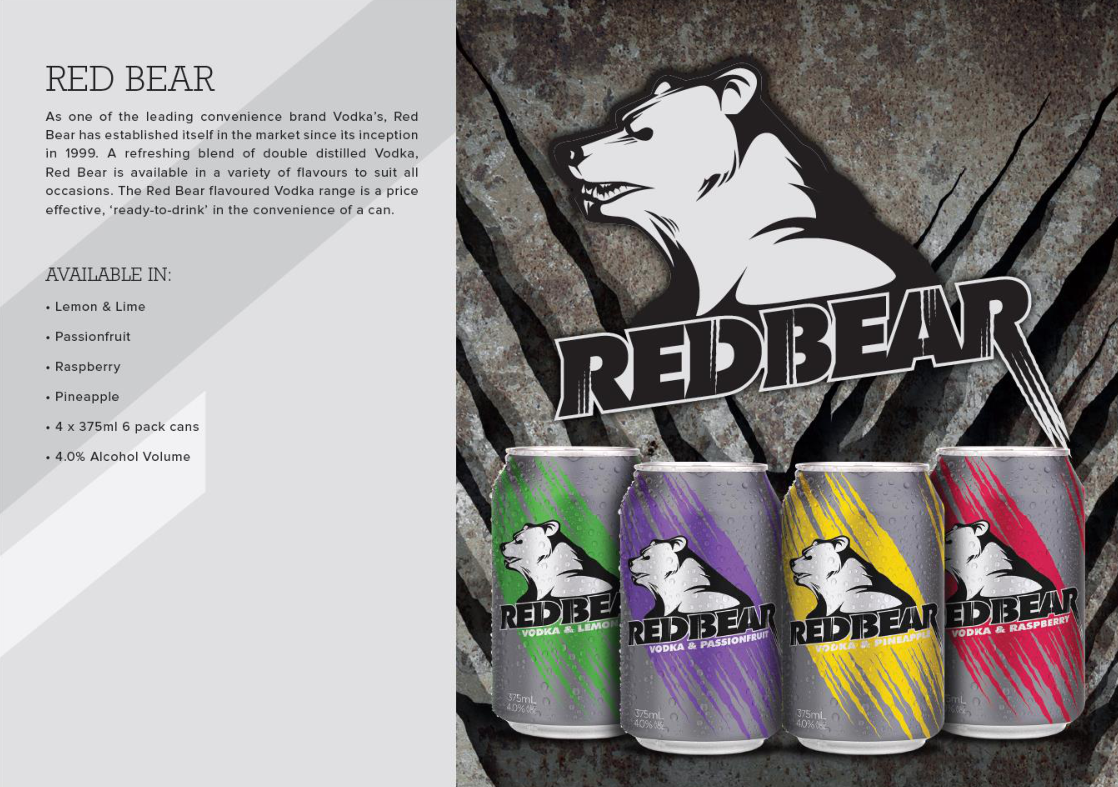 RED BEAR
As one of the leading convenience brand Vodka's, Red
Bear has established itself in the market since its inception
in 1999. A refreshing blend of double distilled Vodka,
Red Bear is available in a variety of flavours to suit all
occasions. The Red Bear flavoured Vodka range is a price
effective, 'ready-to-drink' in the convenience of a can.
AVAILABLE IN:
• Lemon & Lime
• Passionfruit
• Raspberry
• Pineapple
• 4 x 375ml 6 pack cans
• 4.0% Alcohol Volume
REDBEAR
REDBEA
VODKA & LEMON
375mL
4.0%
REDBEAR
VODKA & PASSIONFRUIT
375mL
4.0%
REDBEAR
VODKA & PINEAPPLE
375mL
4.0%
EDBEAR
VODKA & RASPBERRY
5mL
.0%